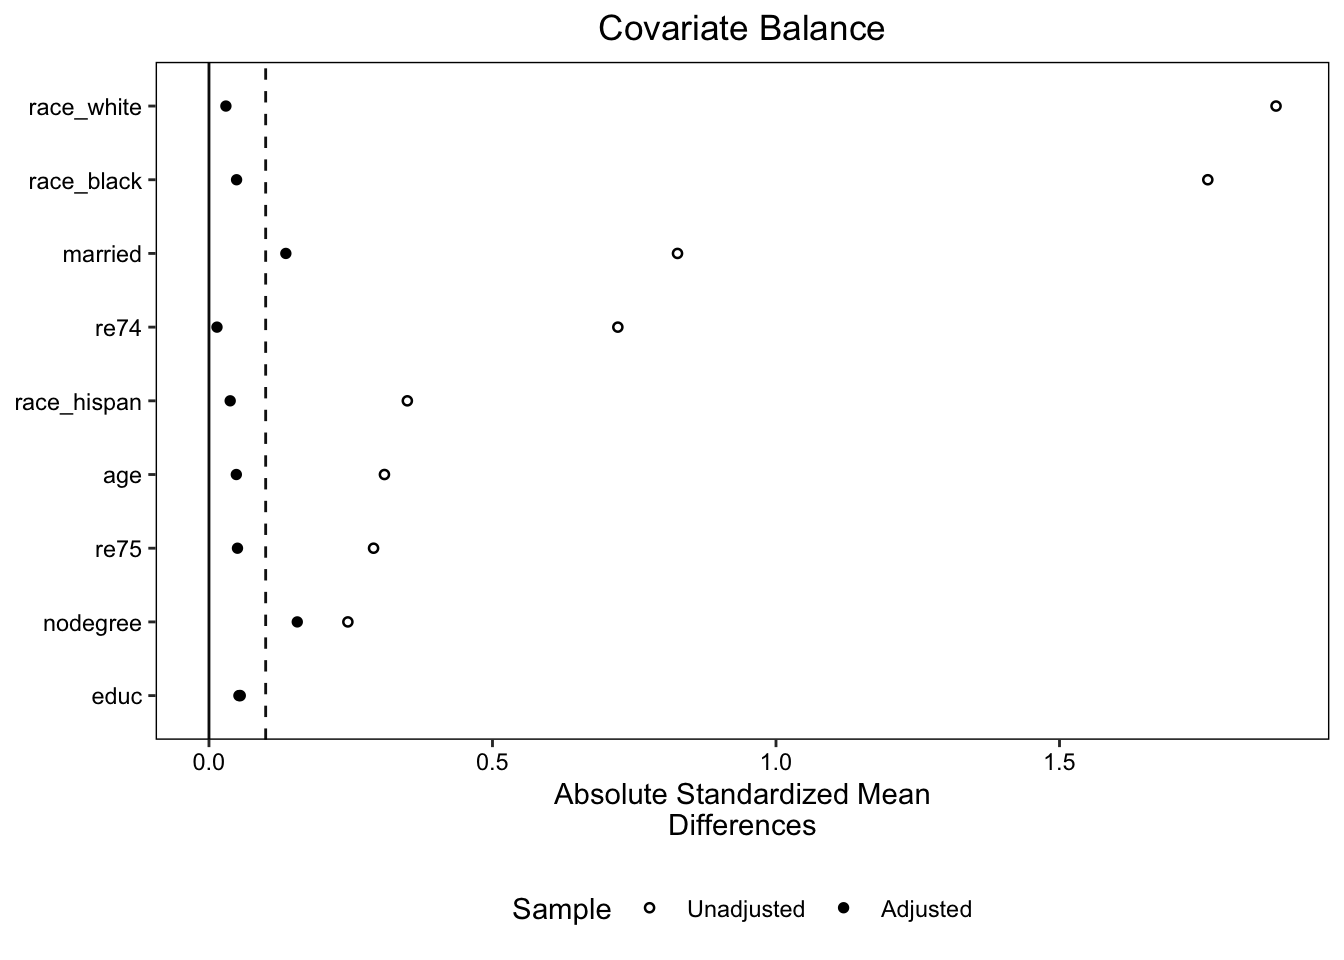 Covariate Balance
race_white
race_black
married
re74
race_hispan
age
re75
nodegree
educ
0.0 0.5 1.0 1.5
Absolute Standardized Mean
Differences
Sample Unadjusted Adjusted